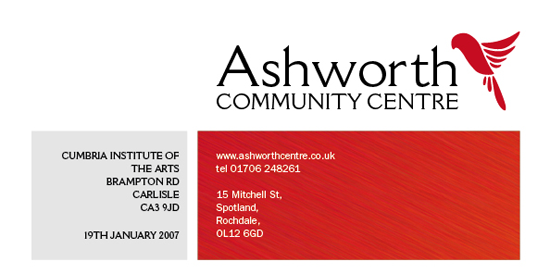 Ashworth
COMMUNITY CENTRE
CUMBRIA INSTITUTE OF
THE ARTS
BRAMPTON RD
CARLISLE
CA3 9JD
19TH JANUARY 2007
www.ashworthcentre.co.uk
tel 01706 248261
15 Mitchell St,
Spotland,
Rochdale,
OL12 6GD